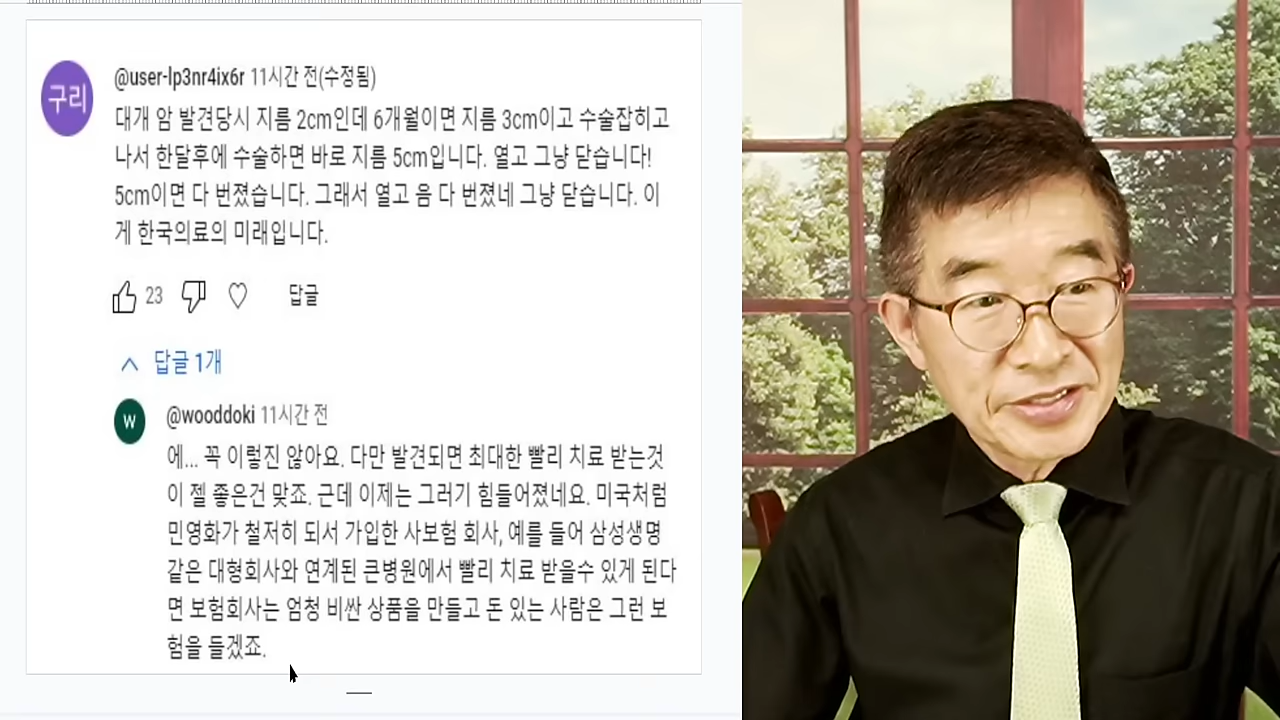 구리
@user-lp3nr4ix6r 11시간 전(수정됨)
대개 암 발견당시 지름 2cm인데 6개월이면 지름 3cm이고 수술잡히고
나서 한달후에 수술하면 바로 지름 5cm입니다. 열고 그냥 닫습니다!
5cm이면 다 번졌습니다. 그래서 열고 음 다 번졌네 그냥 닫습니다. 이
게 한국의료의 미래입니다.
23 답글
답글 1개
W
@wooddoki 11시간 전
에... 꼭 이렇진 않아요. 다만 발견되면 최대한 빨리 치료 받는것
이 젤 좋은건 맞죠. 근데 이제는 그러기 힘들어졌네요. 미국처럼
민영화가 철저히 되서 가입한 사보험 회사, 예를 들어 삼성생명
같은 대형회사와 연계된 큰병원에서 빨리 치료 받을수 있게 된다
면 보험회사는 엄청 비싼 상품을 만들고 돈 있는 사람은 그런 보
험을 들겠죠.